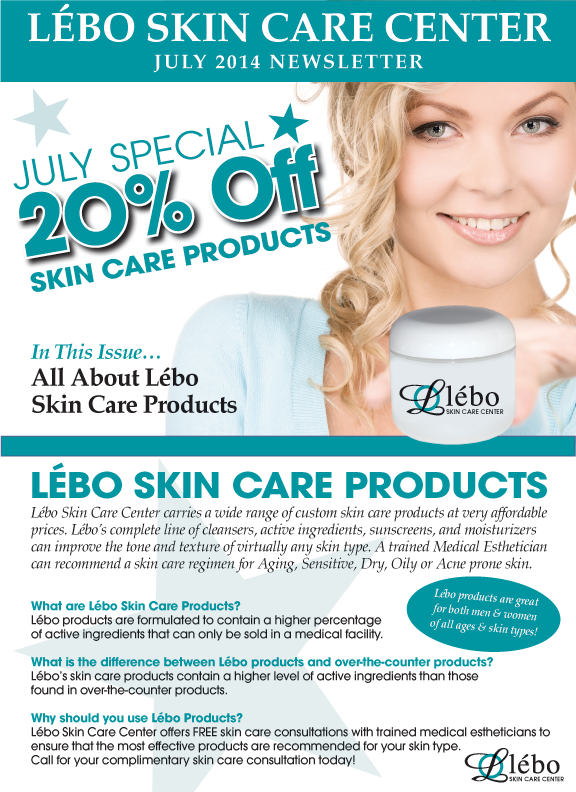 LÉBO SKIN CARE CENTER
JULY 2014 NEWSLETTER
JULY SPECIAL
20% Off
SKIN CARE PRODUCTS
In This Issue…
All About Lébo
Skin Care Products
lébo
SKIN CARE CENTER
LÉBO SKIN CARE PRODUCTS
Lébo Skin Care Center carries a wide range of custom skin care products at very affordable
prices. Lébo's complete line of cleansers, active ingredients, sunscreens, and moisturizers
can improve the tone and texture of virtually any skin type. A trained Medical Esthetician
can recommend a skin care regimen for Aging, Sensitive, Dry, Oily or Acne prone skin.
Lébo products are great
for both men & women
of all ages & skin types!
What are Lébo Skin Care Products?
Lébo products are formulated to contain a higher percentage
of active ingredients that can only be sold in a medical facility.
What is the difference between Lébo products and over-the-counter products?
Lébo's skin care products contain a higher level of active ingredients than those
found in over-the-counter products.
Why should you use Lébo Products?
Lébo Skin Care Center offers FREE skin care consultations with trained medical estheticians to
ensure that the most effective products are recommended for your skin type.
Call for your complimentary skin care consultation today!
lébo
SKIN CARE CENTER